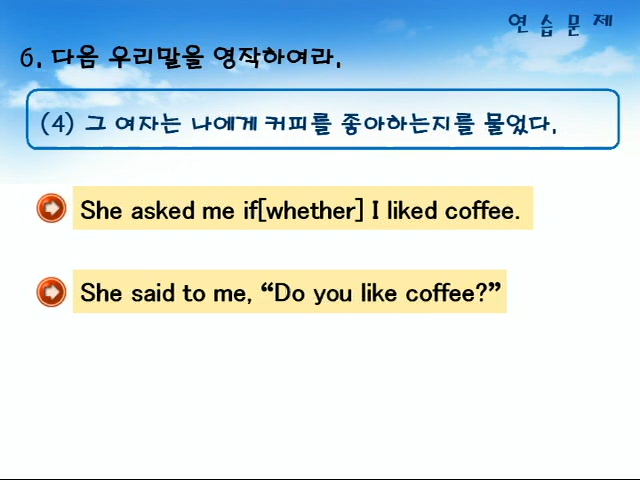 연 습 문 제
6. 다음 우리말을 영작하여라.
(4) 그 여자는 나에게 커피를 좋아하는지를 물었다.
She asked me if[whether] I liked coffee.
She said to me, “Do you like coffee?”